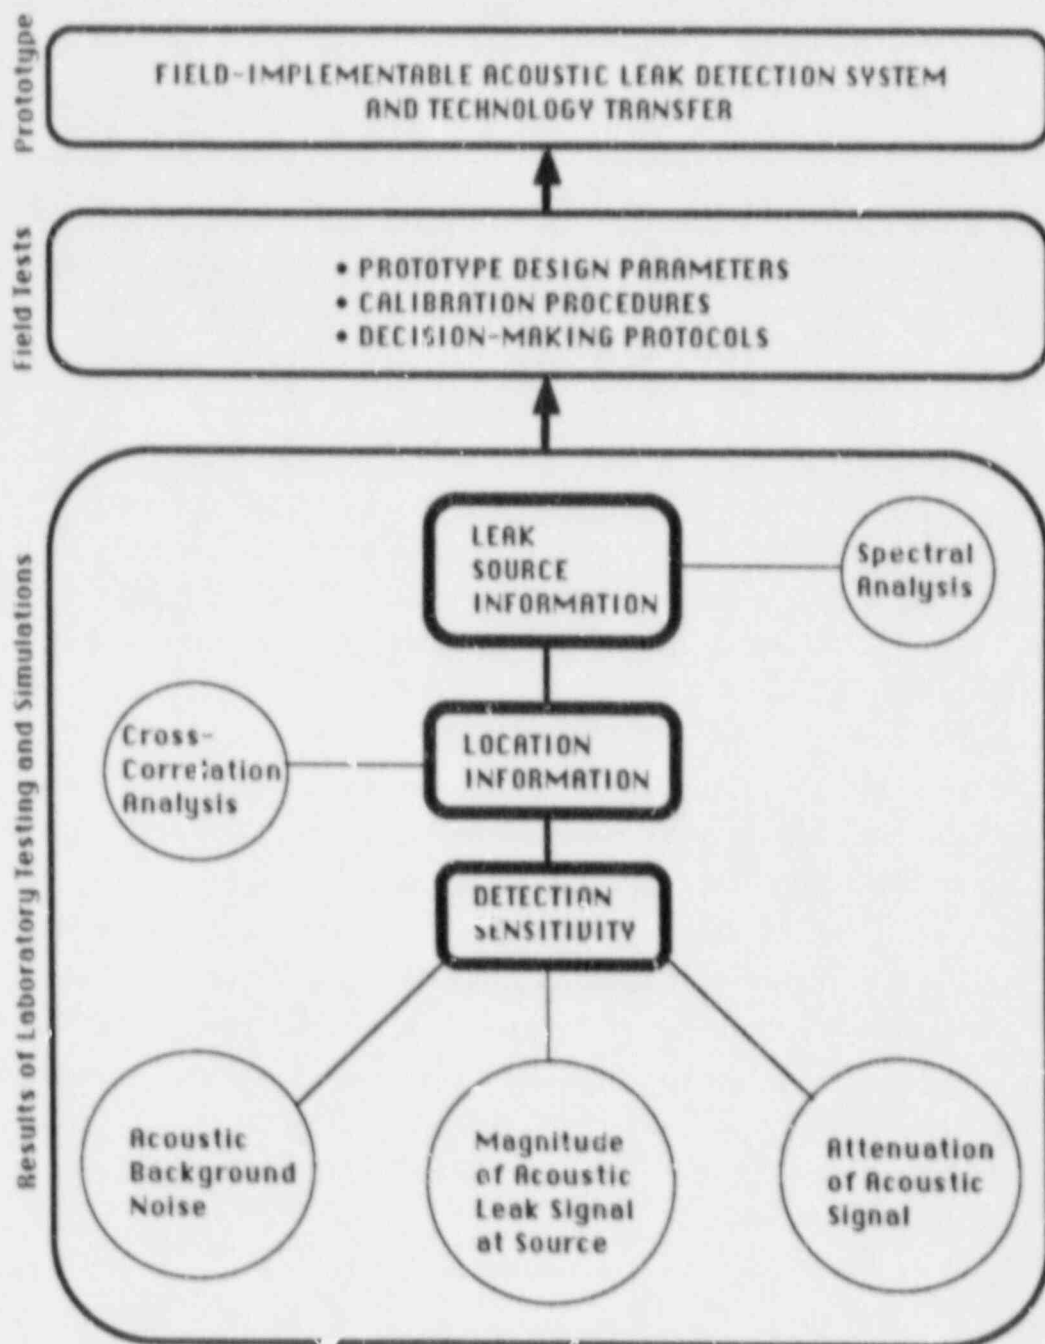 Prototype
FIELD-IMPLEMENTABLE ACOUSTIC LEAK DETECTION SYSTEM
AND TECHNOLOGY TRANSFER
Field Tests
• PROTOTYPE DESIGN PARAMETERS
• CALIBRATION PROCEDURES
• DECISION-MAKING PROTOCOLS
Results of Laboratory Testing and Simulations
LEAK
SOURCE
INFORMATION
Spectral
Analysis
Cross-
Correlation
Analysis
LOCATION
INFORMATION
DETECTION
SENSITIVITY
Acoustic
Background
Noise
Magnitude
of Acoustic
Leak Signal
at Source
Attenuation
of Acoustic
Signal